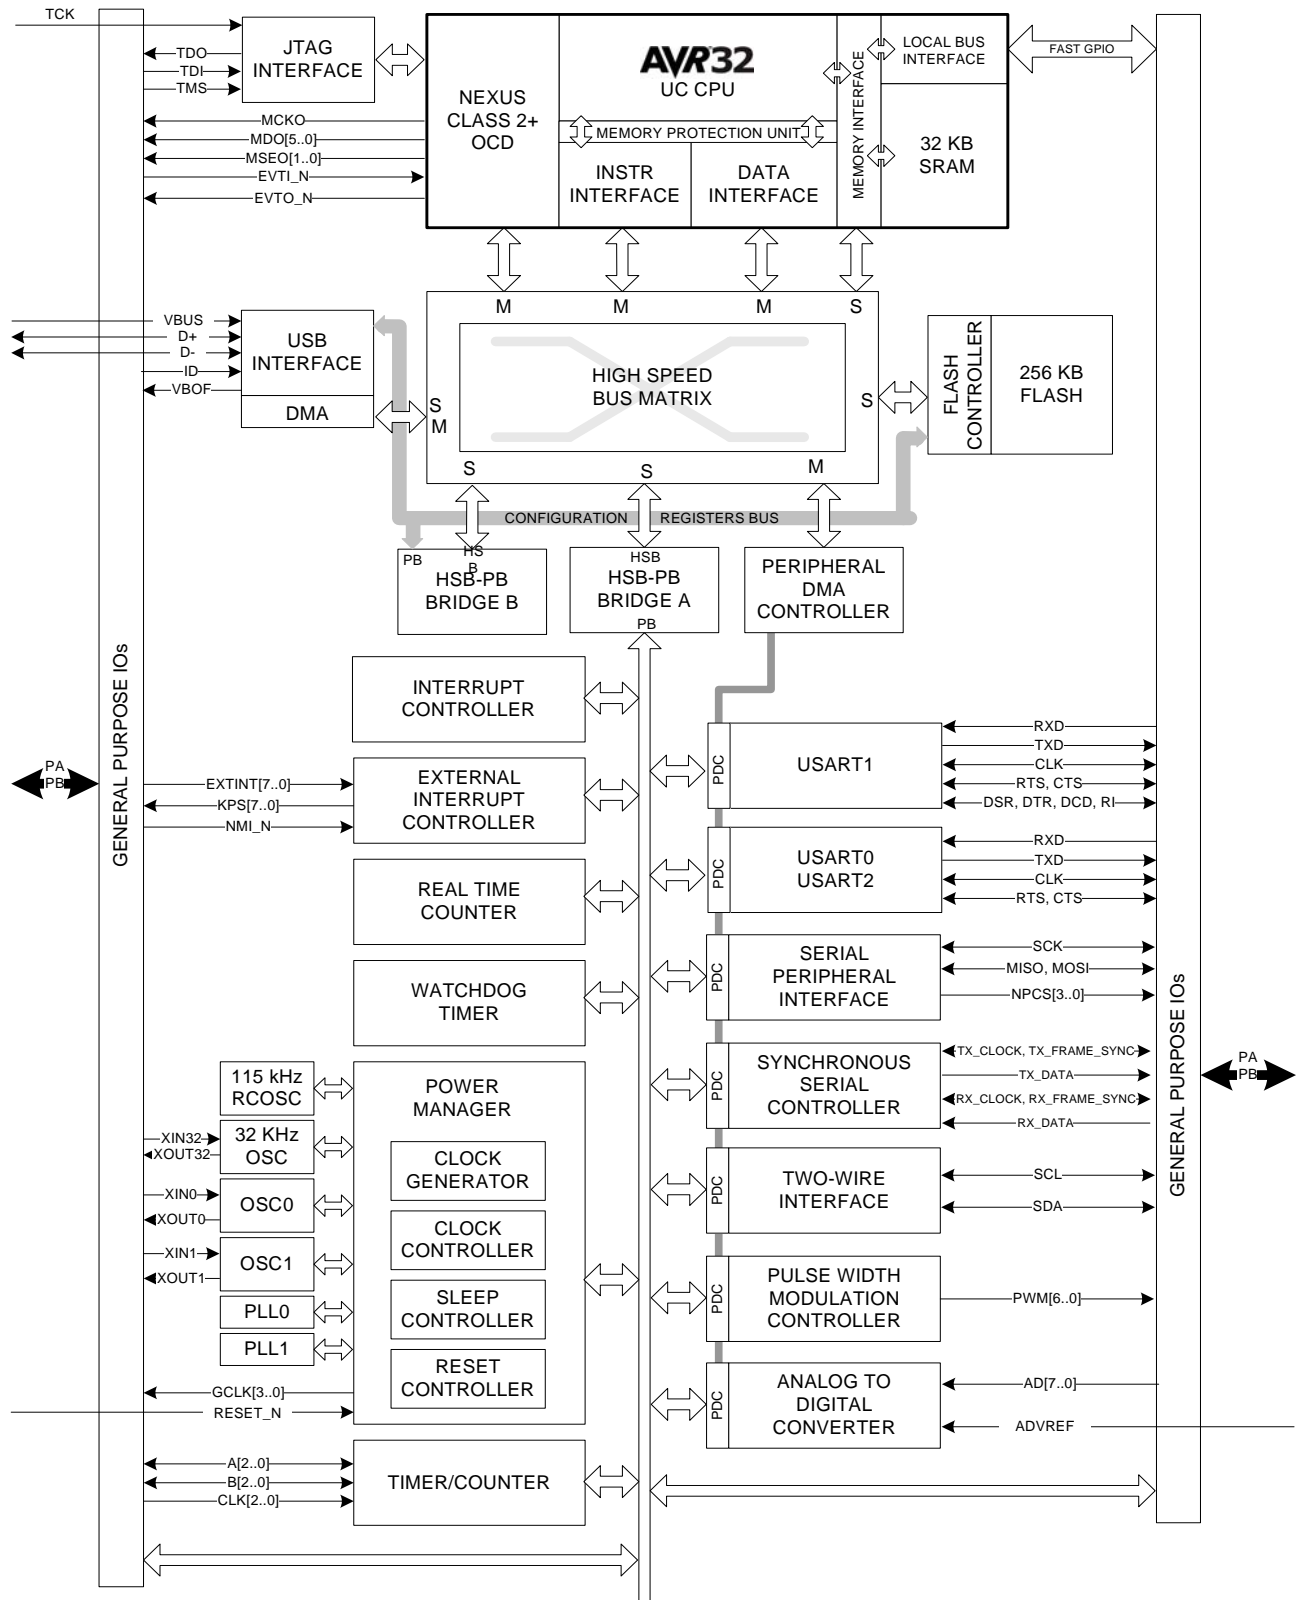 TCK
TDO
TDI
TMS
JTAG
INTERFACE
MCKO
MDO[5..0]
MSEO[1..0]
EVTI_N
EVTO_N
NEXUS
CLASS 2+
OCD
AVR32
UC CPU
MEMORY PROTECTION UNIT
INSTR
INTERFACE
DATA
INTERFACE
MEMORY INTERFACE
LOCAL BUS
INTERFACE
32 KB
SRAM
FAST GPIO
M
M
M
S
VBUS
D+
D-
ID
VBOF
USB
INTERFACE
DMA
S
M
HIGH SPEED
BUS MATRIX
S
FLASH
CONTROLLER
256 KB
FLASH
S
S
M
CONFIGURATION
REGISTERS BUS
PB
HS
B
HSB-PB
BRIDGE B
HSB
HSB-PB
BRIDGE A
PB
PERIPHERAL
DMA
CONTROLLER
GENERAL PURPOSE IOs
PA
PB
INTERRUPT
CONTROLLER
EXTINT[7..0]
KPS[7..0]
NMI_N
EXTERNAL
INTERRUPT
CONTROLLER
REAL TIME
COUNTER
WATCHDOG
TIMER
115 kHz
RCOSC
XIN32
XOUT32
32 KHz
OSC
XIN0
XOUT0
OSC0
XIN1
XOUT1
OSC1
PLL0
PLL1
GCLK[3..0]
RESET_N
POWER
MANAGER
CLOCK
GENERATOR
CLOCK
CONTROLLER
SLEEP
CONTROLLER
RESET
CONTROLLER
A[2..0]
B[2..0]
CLK[2..0]
TIMER/COUNTER
PDC
USART1
RXD
TXD
CLK
RTS, CTS
DSR, DTR, DCD, RI
PDC
USART0
USART2
RXD
TXD
CLK
RTS, CTS
PDC
SERIAL
PERIPHERAL
INTERFACE
SCK
MISO, MOSI
NPCS[3..0]
PDC
SYNCHRONOUS
SERIAL
CONTROLLER
TX_CLOCK, TX_FRAME_SYNC
TX_DATA
RX_CLOCK, RX_FRAME_SYNC
RX_DATA
PDC
TWO-WIRE
INTERFACE
SCL
SDA
PDC
PULSE WIDTH
MODULATION
CONTROLLER
PWM[6..0]
PDC
ANALOG TO
DIGITAL
CONVERTER
AD[7..0]
ADVREF
GENERAL PURPOSE IOs
PA
PB